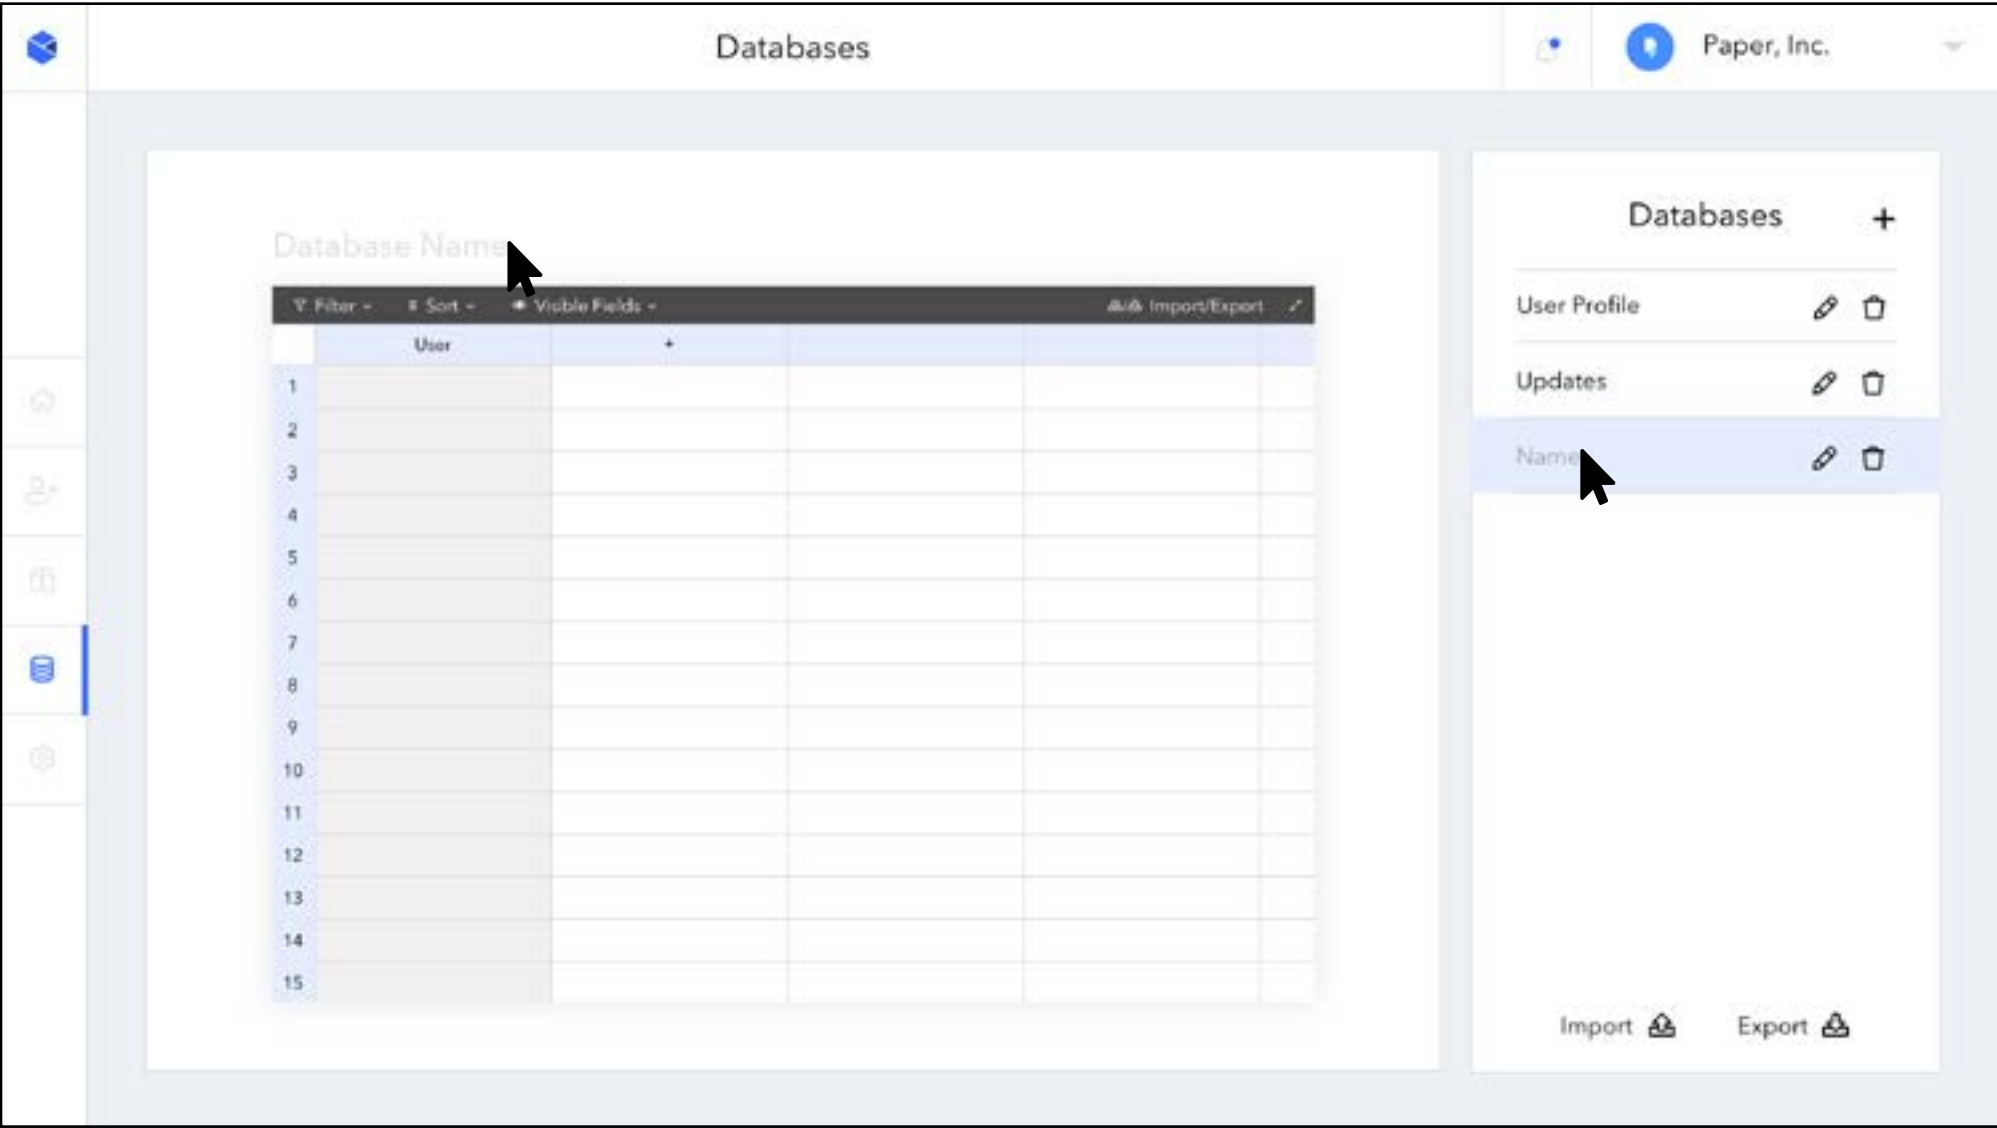 Databases
Paper, Inc.
Database Name
Filter
Sort
Visible Fields
Import/Export
User
+
1
2
3
4
5
6
7
8
9
10
11
12
13
14
15
Databases
+
User Profile
Updates
Name
Import
Export